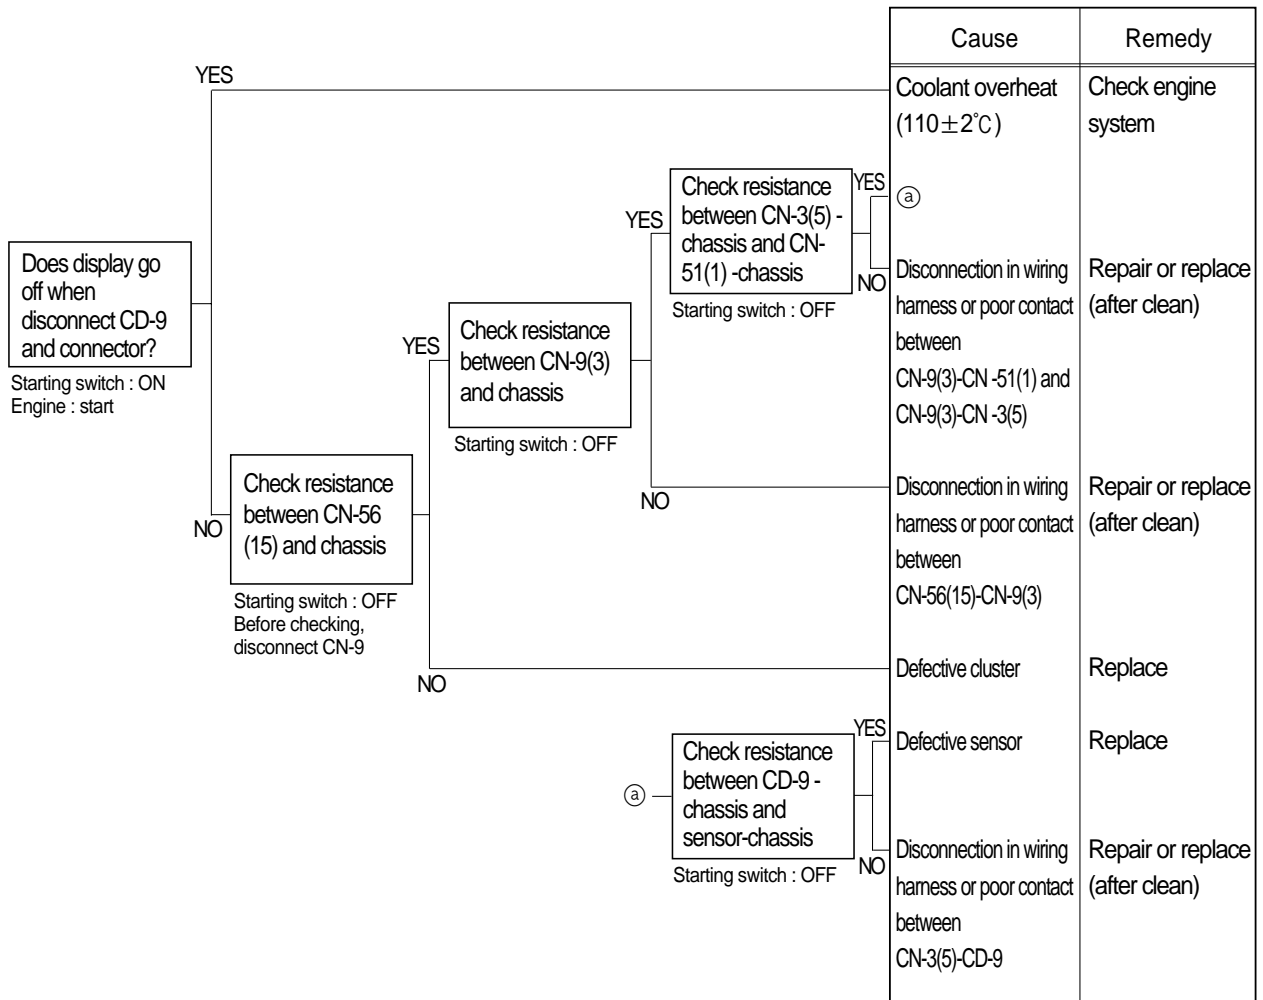 Cause
Remedy
YES
Coolant overheat
(110±2℃)
Check engine
system
Check resistance
between CN-3(5) -
chassis and CN-
51(1) -chassis
Starting switch : OFF
YES
YES
ⓐ
NO
Disconnection in wiring
harness or poor contact
between
CN-9(3)-CN -51(1) and
CN-9(3)-CN -3(5)
Repair or replace
(after clean)
Does display go
off when
disconnect CD-9
and connector?
Starting switch : ON
Engine : start
YES
Check resistance
between CN-9(3)
and chassis
Starting switch : OFF
NO
Disconnection in wiring
harness or poor contact
between
CN-56(15)-CN-9(3)
Repair or replace
(after clean)
NO
Check resistance
between CN-56
(15) and chassis
Starting switch : OFF
Before checking,
disconnect CN-9
NO
Defective cluster
Replace
ⓐ
Check resistance
between CD-9 -
chassis and
sensor-chassis
Starting switch : OFF
YES
Defective sensor
Replace
NO
Disconnection in wiring
harness or poor contact
between
CN-3(5)-CD-9
Repair or replace
(after clean)